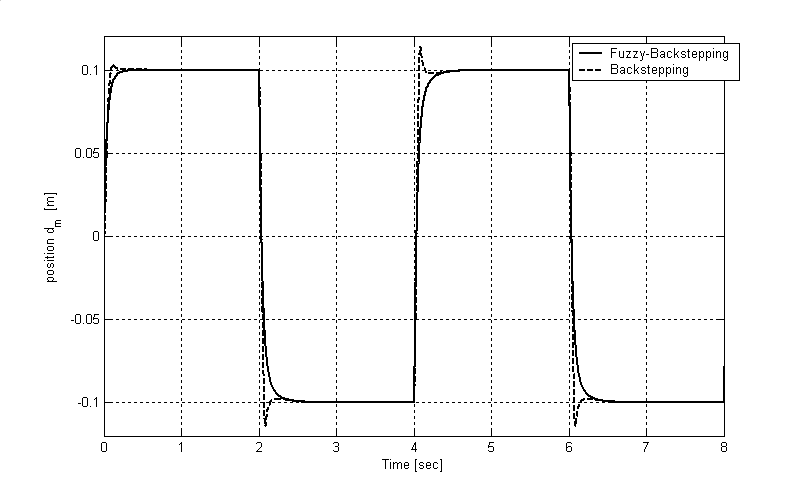 Fuzzy-Backstepping
Backstepping
0.1
0.05
0
-0.05
-0.1
position d_m [m]
0 1 2 3 4 5 6 7 8
Time [sec]